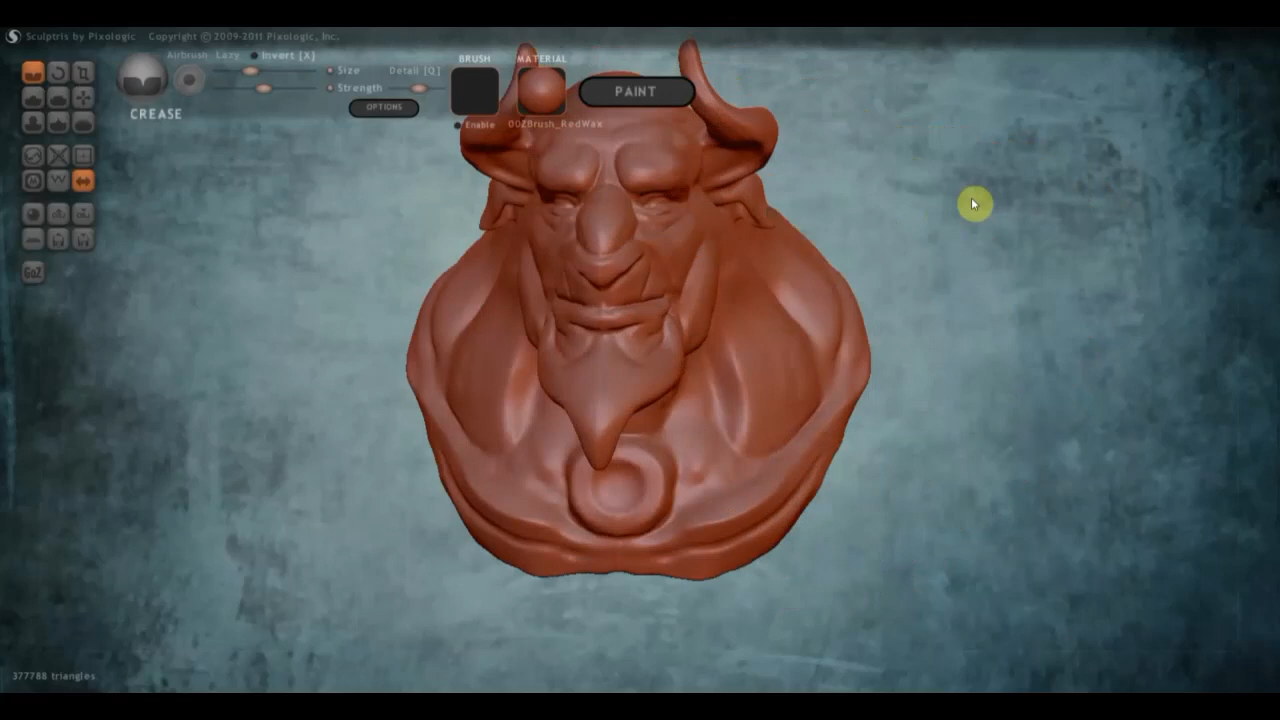 Sculptris by Pixologic Copyright © 2009-2011 Pixologic, Inc.
Airbrush Lazy Invert [X]
Size Detail [Q]
Strength
OPTIONS
CREASE
BRUSH
Enable
MATERIAL
00ZBrush_RedWax
PAINT
GoZ
377788 triangles